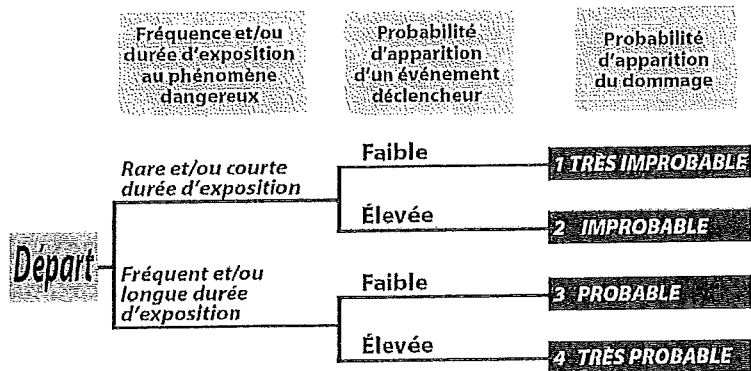 Fréquence et/ou
durée d'exposition
au phénomène
dangereux
Probabilité
d'apparition
d'un événement
déclencheur
Probabilité
d'apparition
du dommage
Départ
Rare et/ou courte
durée d'exposition
Faible
1 TRÈS IMPROBABLE
Élevée
2 IMPROBABLE
Fréquent et/ou
longue durée
d'exposition
Faible
3 PROBABLE
Élevée
4 TRÈS PROBABLE